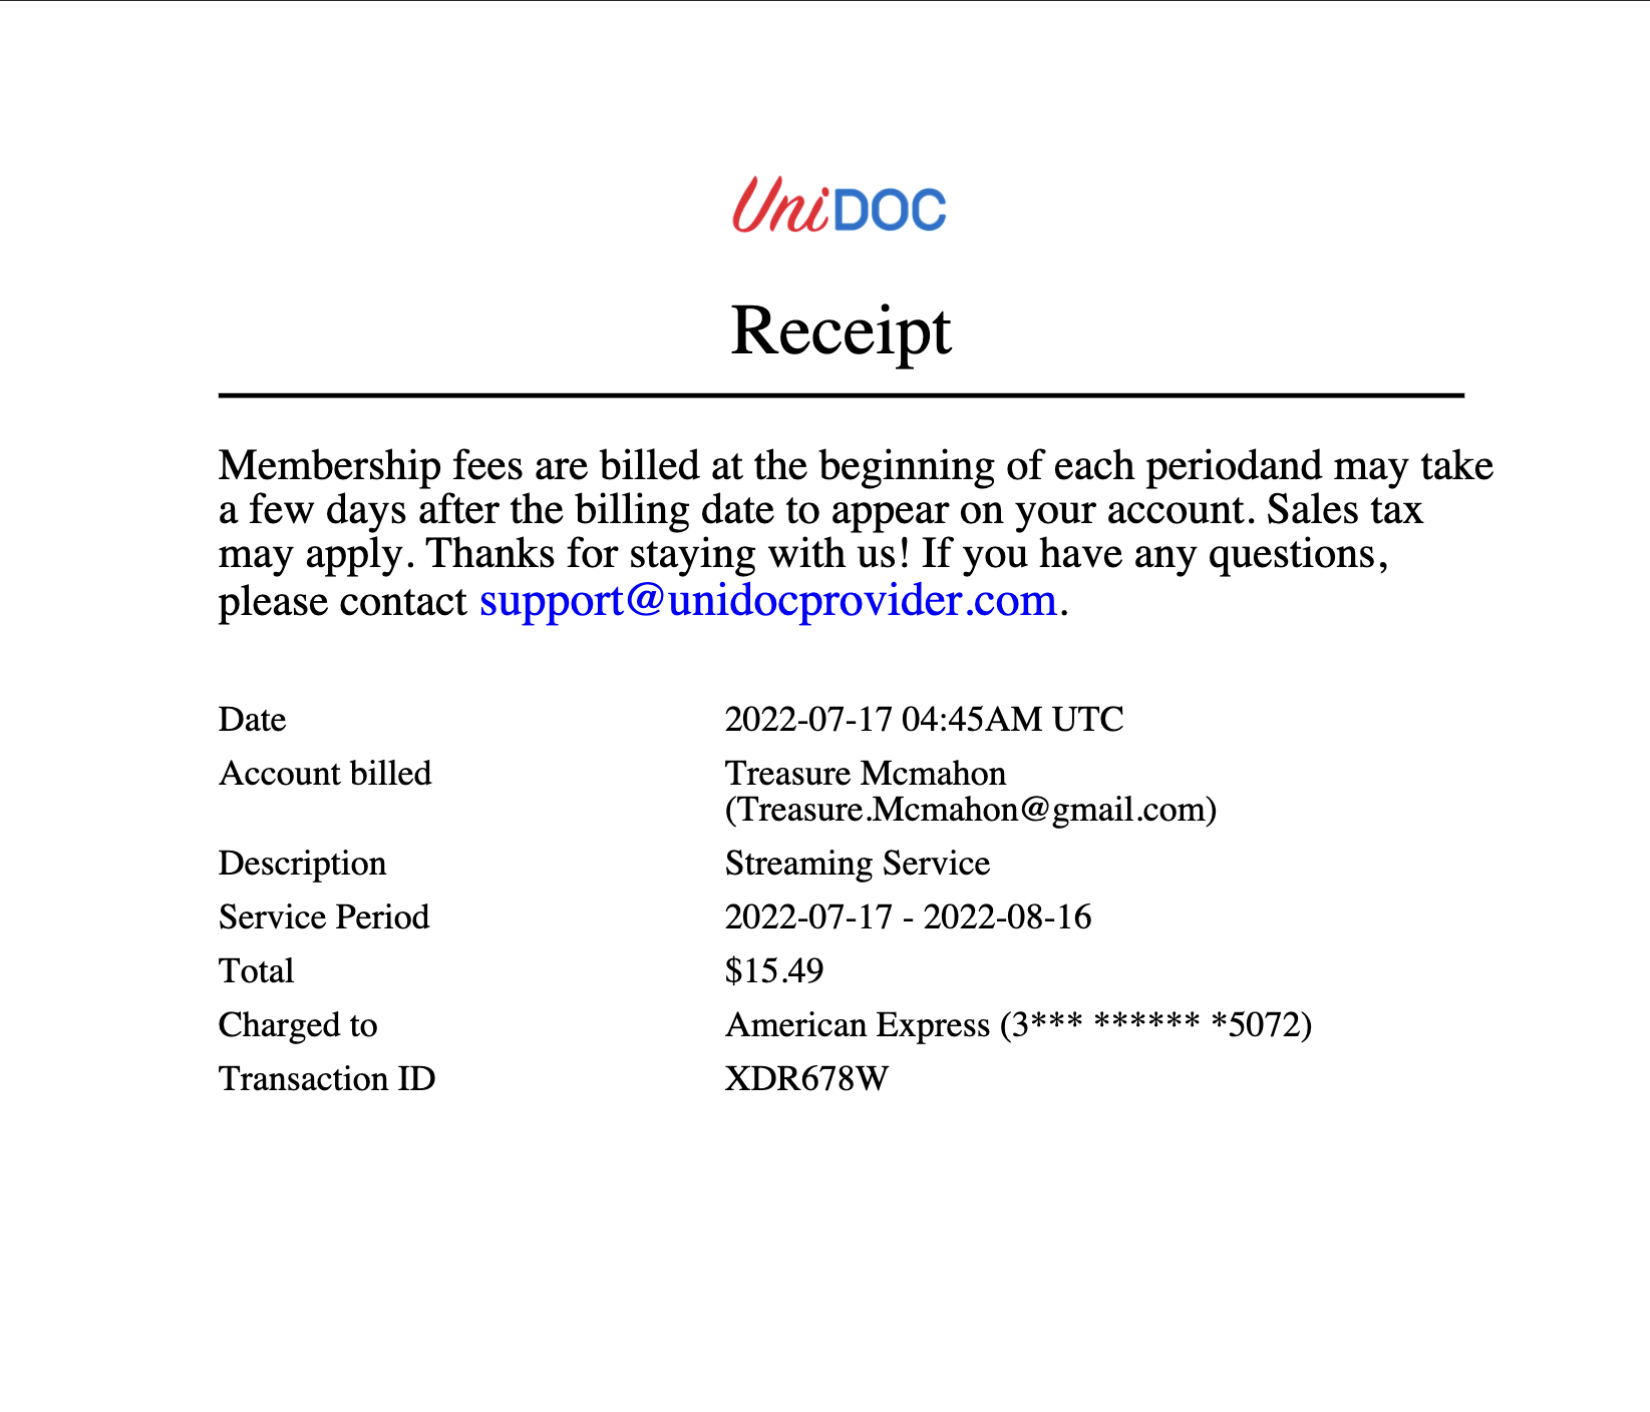 UniDOC
Receipt
Membership fees are billed at the beginning of each periodand may take
a few days after the billing date to appear on your account. Sales tax
may apply. Thanks for staying with us! If you have any questions,
please contact support@unidocprovider.com.
Date 2022-07-17 04:45AM UTC
Account billed Treasure Mcmahon
(Treasure.Mcmahon@gmail.com)
Description Streaming Service
Service Period 2022-07-17 - 2022-08-16
Total $15.49
Charged to American Express (3*** ****** *5072)
Transaction ID XDR678W